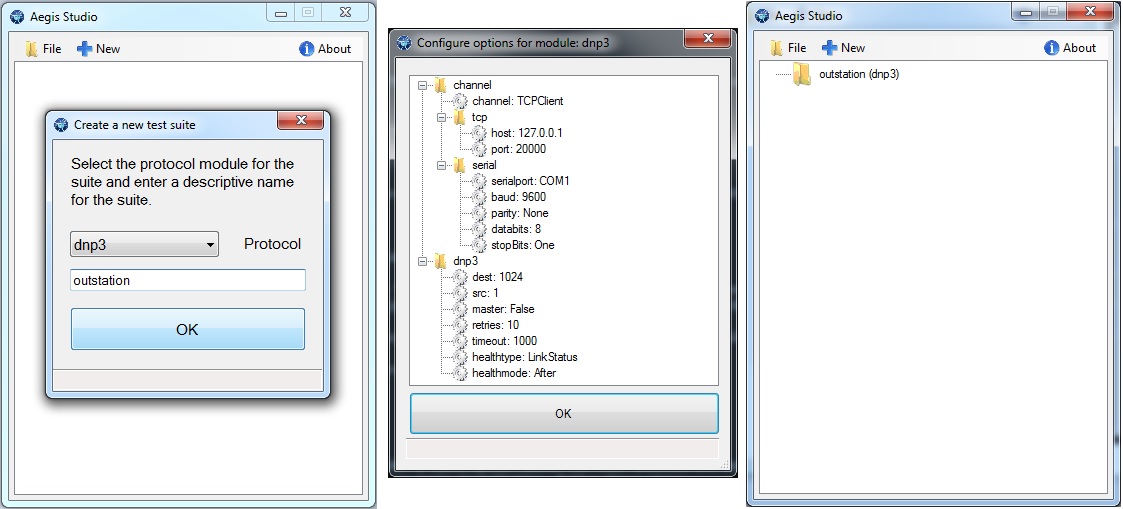 Aegis Studio
File
New
About
Create a new test suite
Select the protocol module for the
suite and enter a descriptive name
for the suite.
dnp3
Protocol
outstation
OK
Configure options for module: dnp3
channel
channel: TCPClient
tcp
host: 127.0.0.1
port: 20000
serial
serialport: COM1
baud: 9600
parity: None
databits: 8
stopBits: One
dnp3
dest: 1024
src: 1
master: False
retries: 10
timeout: 1000
healthtype: LinkStatus
healthmode: After
OK
Aegis Studio
File
New
About
outstation (dnp3)